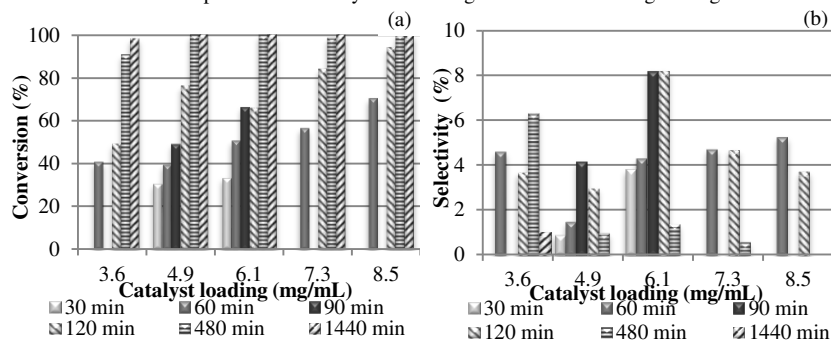 (a)
(b)
Conversion (%)
100
80
60
40
20
0
3.6 4.9 6.1 7.3 8.5
Catalyst loading (mg/mL)
30 min 60 min 90 min
120 min 480 min 1440 min
Selectivity (%)
10
8
6
4
2
0
3.6 4.9 6.1 7.3 8.5
Catalyst loading (mg/mL)
30 min 60 min 90 min
120 min 480 min 1440 min